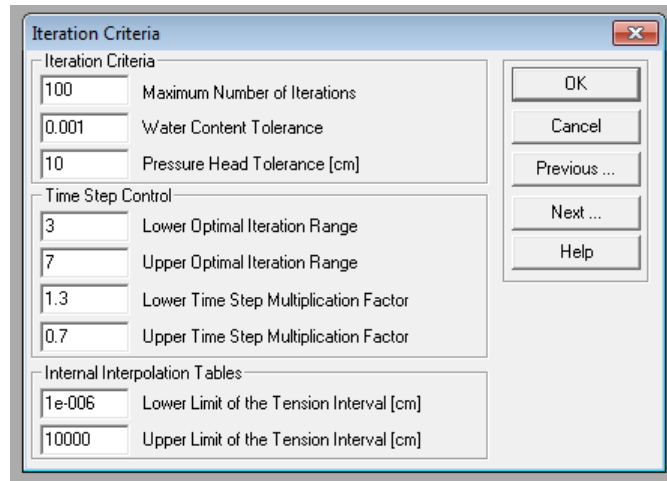 Iteration Criteria
Iteration Criteria
100 Maximum Number of Iterations
0.001 Water Content Tolerance
10 Pressure Head Tolerance [cm]
Time Step Control
3 Lower Optimal Iteration Range
7 Upper Optimal Iteration Range
1.3 Lower Time Step Multiplication Factor
0.7 Upper Time Step Multiplication Factor
Internal Interpolation Tables
1e-006 Lower Limit of the Tension Interval [cm]
10000 Upper Limit of the Tension Interval [cm]
OK
Cancel
Previous ...
Next ...
Help